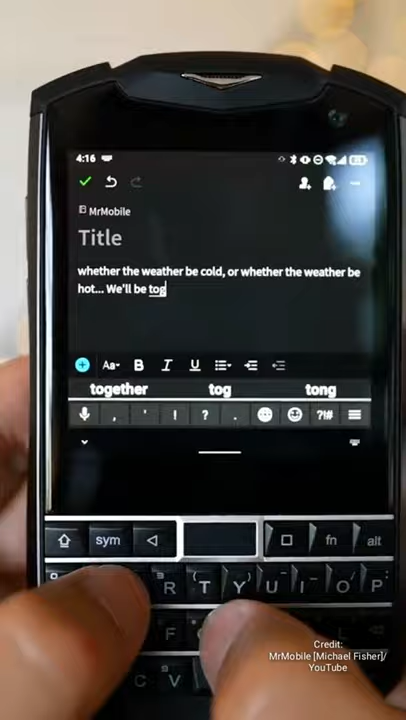 4:16
MrMobile
Title
whether the weather be cold, or whether the weather be
hot... We'll be tog
Aa B I U
together tog tong
, ' ! ? . ?!#
sym fn alt
R T Y U I O P
F
C V
Credit:
MrMobile [Michael Fisher]/
YouTube